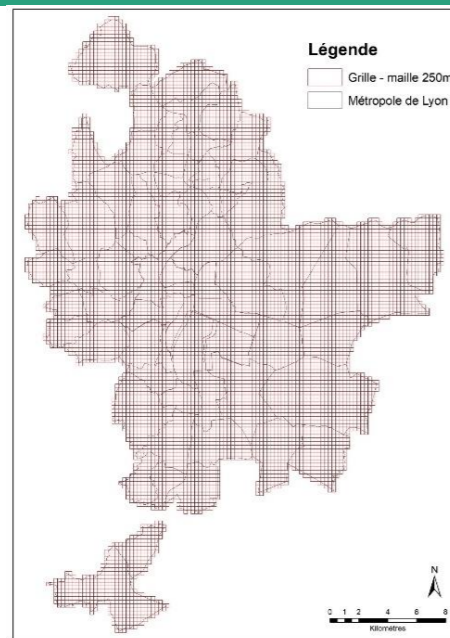 Légende
Grille - maille 250m
Métropole de Lyon
N
0 1 2 4 6 8
Kilomètres